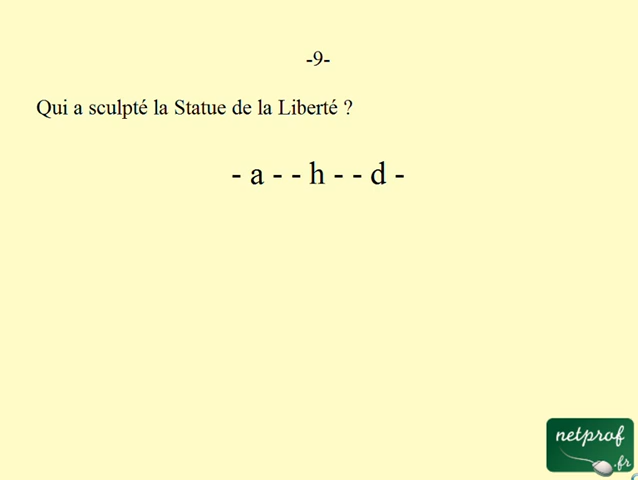 -9-
Qui a sculpté la Statue de la Liberté ?
- a - - h - - d -
netprof
.fr